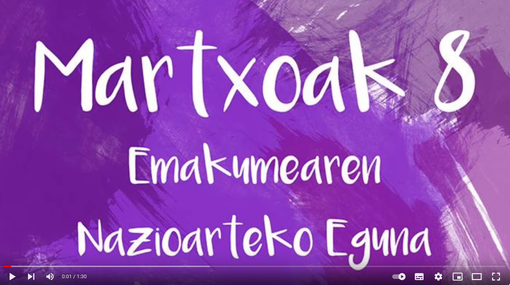 Martxoak 8
Emakumearen
Nazioarteko Eguna
0:01 / 1:30